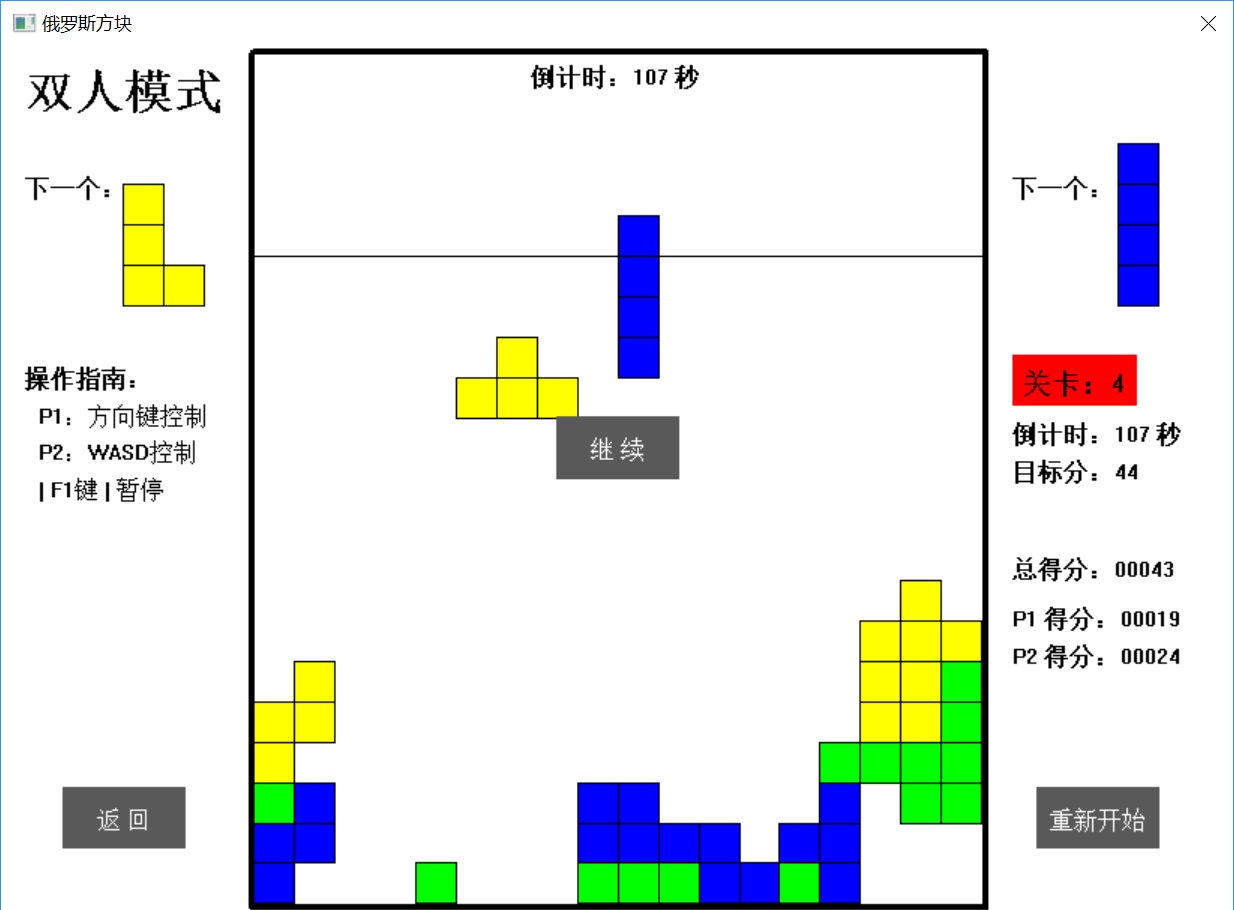 俄罗斯方块
双人模式
倒计时：107 秒
下一个：
下一个：
操作指南：
P1：方向键控制
P2：WASD控制
| F1键 | 暂停
继 续
关卡：4
倒计时：107 秒
目标分：44
总得分：00043
P1 得分：00019
P2 得分：00024
返 回
重新开始